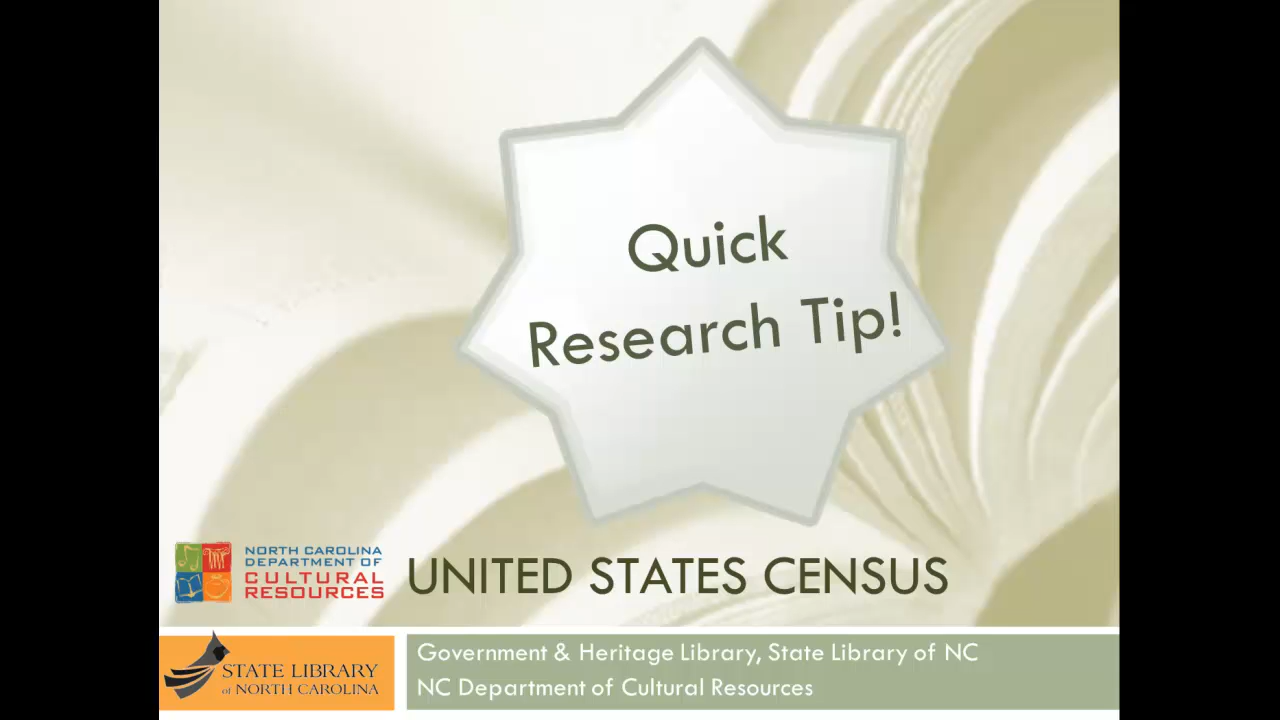 Quick
Research Tip!
NORTH CAROLINA
DEPARTMENT OF
CULTURAL
RESOURCES
UNITED STATES CENSUS
STATE LIBRARY
of NORTH CAROLINA
Government & Heritage Library, State Library of NC
NC Department of Cultural Resources